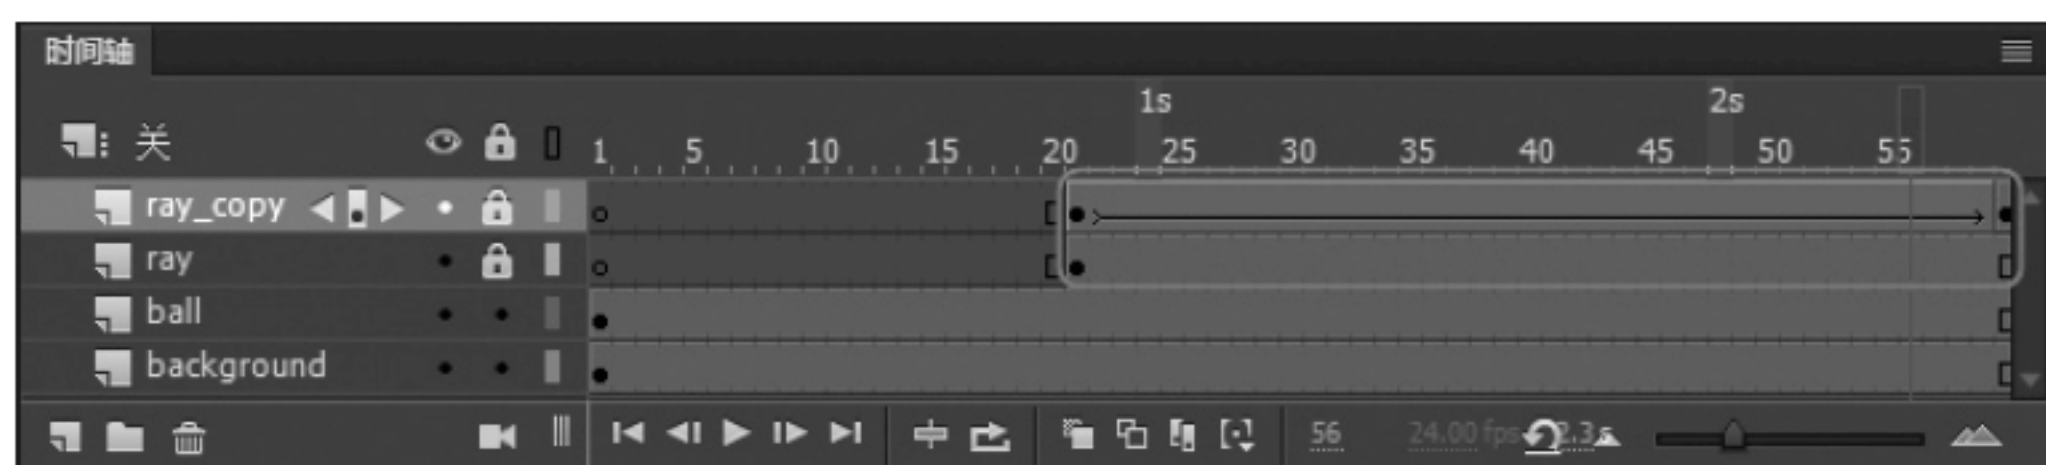 时间轴
1s 2s
关 1 5 10 15 20 25 30 35 40 45 50 55
ray_copy
ray
ball
background
56 24.00 fps 2.3s